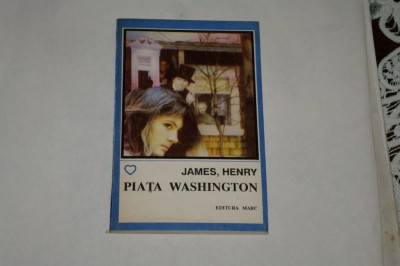 JAMES, HENRY
PIAȚA WASHINGTON
EDITURA MARC